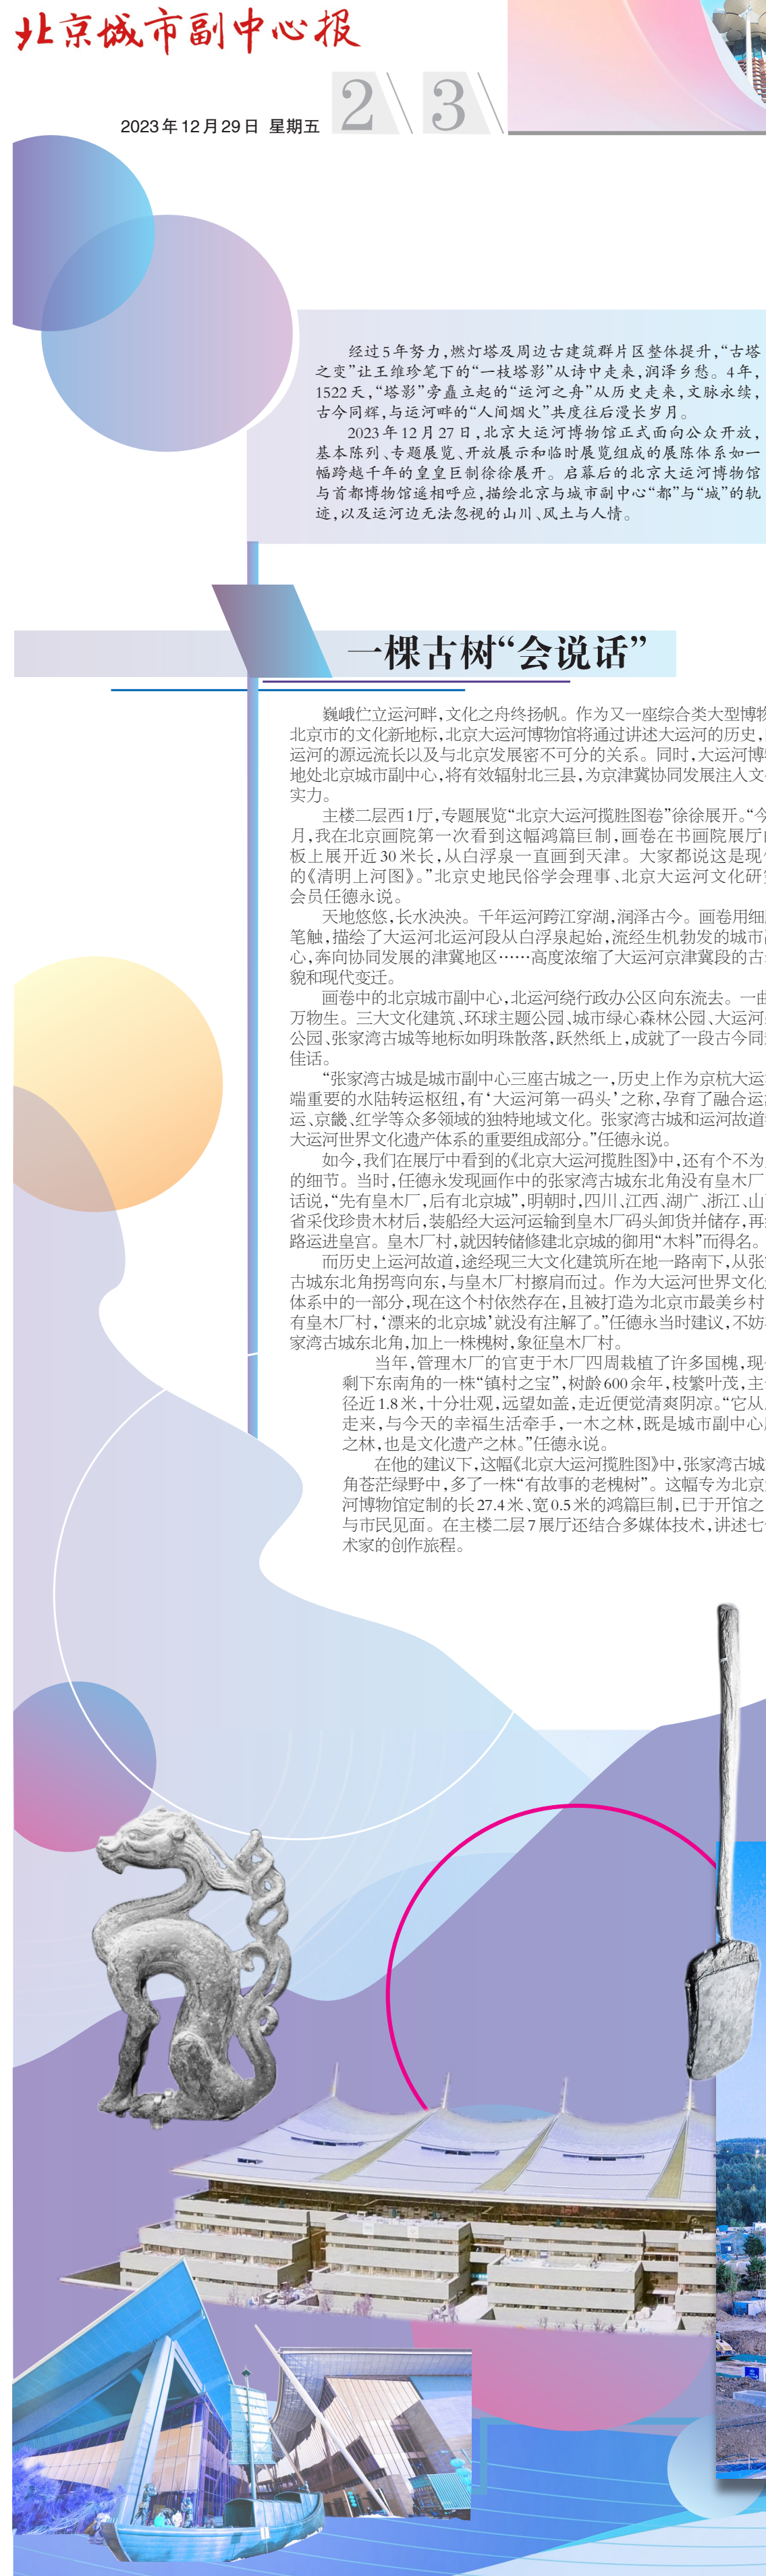 北京城市副中心报
2023年12月29日 星期五
2 3
经过5年努力,燃灯塔及周边古建筑群片区整体提升,“古塔
之变”让王维珍笔下的“一枝塔影”从诗中走来,润泽乡愁。4年,
1522天,“塔影”旁矗立起的“运河之舟”从历史走来,文脉永续,
古今同辉,与运河畔的“人间烟火”共度往后漫长岁月。
2023年12月27日,北京大运河博物馆正式面向公众开放,
基本陈列、专题展览、开放展示和临时展览组成的展陈体系如一
幅跨越千年的皇皇巨制徐徐展开。启幕后的北京大运河博物馆
与首都博物馆遥相呼应,描绘北京与城市副中心“都”与“城”的轨
迹,以及运河边无法忽视的山川、风土与人情。
一棵古树“会说话”
巍峨伫立运河畔,文化之舟终扬帆。作为又一座综合类大型博物
北京市的文化新地标,北京大运河博物馆将通过讲述大运河的历史,
运河的源远流长以及与北京发展密不可分的关系。同时,大运河博
地处北京城市副中心,将有效辐射北三县,为京津冀协同发展注入文
实力。
主楼二层西1厅,专题展览“北京大运河揽胜图卷”徐徐展开。“今
月,我在北京画院第一次看到这幅鸿篇巨制,画卷在书画院展厅
板上展开近30米长,从白浮泉一直画到天津。大家都说这是现
的《清明上河图》。”北京史地民俗学会理事、北京大运河文化研
会员任德永说。
天地悠悠,长水泱泱。千年运河跨江穿湖,润泽古今。画卷用细
笔触,描绘了大运河北运河段从白浮泉起始,流经生机勃发的城市
心,奔向协同发展的津冀地区……高度浓缩了大运河京津冀段的古
貌和现代变迁。
画卷中的北京城市副中心,北运河绕行政办公区向东流去。一
万物生。三大文化建筑、环球主题公园、城市绿心森林公园、大运河
公园、张家湾古城等地标如明珠散落,跃然纸上,成就了一段古今同
佳话。
“张家湾古城是城市副中心三座古城之一,历史上作为京杭大运
端重要的水陆转运枢纽,有‘大运河第一码头’之称,孕育了融合运
运、京畿、红学等众多领域的独特地域文化。张家湾古城和运河故道
大运河世界文化遗产体系的重要组成部分。”任德永说。
如今,我们在展厅中看到的《北京大运河揽胜图》中,还有个不为
的细节。当时,任德永发现画作中的张家湾古城东北角没有皇木厂
话说,“先有皇木厂,后有北京城”,明朝时,四川、江西、湖广、浙江、山
省采伐珍贵木材后,装船经大运河运输到皇木厂码头卸货并储存,再
路运进皇宫。皇木厂村,就因转储修建北京城的御用“木料”而得名。
而历史上运河故道,途经现三大文化建筑所在地一路南下,从张
古城东北角拐弯向东,与皇木厂村擦肩而过。作为大运河世界文化
体系中的一部分,现在这个村依然存在,且被打造为北京市最美乡村
有皇木厂村,‘漂来的北京城’就没有注解了。”任德永当时建议,不妨
家湾古城东北角,加上一株槐树,象征皇木厂村。
当年,管理木厂的官吏于木厂四周栽植了许多国槐,现
剩下东南角的一株“镇村之宝”,树龄600余年,枝繁叶茂,主
径近1.8米,十分壮观,远望如盖,走近便觉清爽阴凉。“它从
走来,与今天的幸福生活牵手,一木之林,既是城市副中心
之林,也是文化遗产之林。”任德永说。
在他的建议下,这幅《北京大运河揽胜图》中,张家湾古城
角苍茫绿野中,多了一株“有故事的老槐树”。这幅专为北京
河博物馆定制的长27.4米、宽0.5米的鸿篇巨制,已于开馆之
与市民见面。在主楼二层7展厅还结合多媒体技术,讲述七
术家的创作旅程。